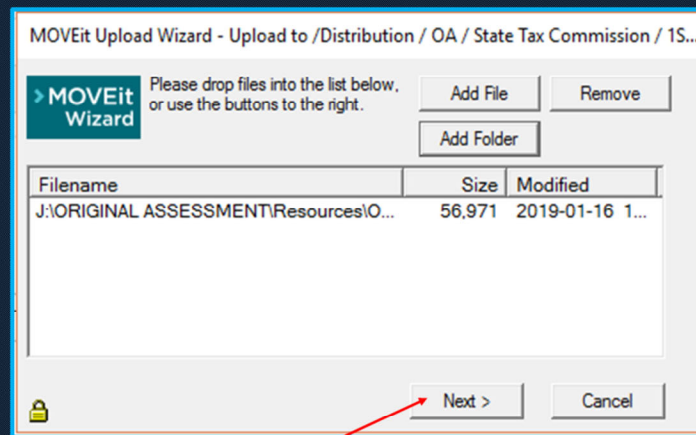 MOVEit Upload Wizard - Upload to /Distribution / OA / State Tax Commission / 1S...
>MOVEit
Wizard
Please drop files into the list below,
or use the buttons to the right.
Add File
Remove
Add Folder
Filename Size Modified
J:\ORIGINAL ASSESSMENT\Resources\O... 56,971 2019-01-16 1...
Next >
Cancel